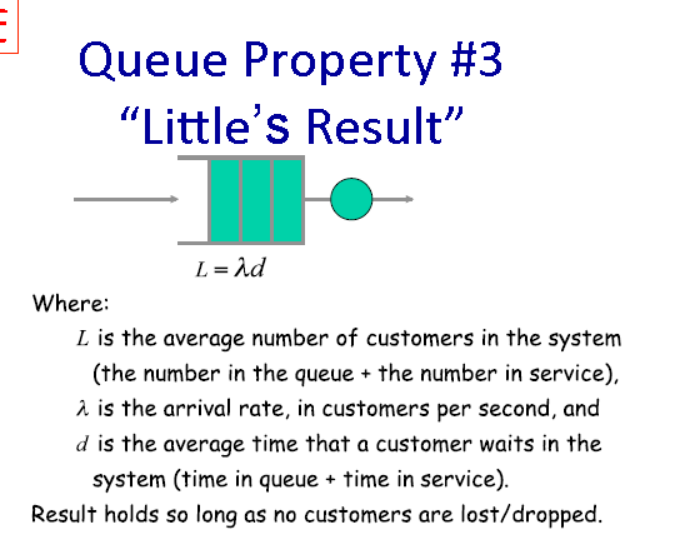 Queue Property #3
“Little’s Result”
L = λd
Where:
L is the average number of customers in the system
(the number in the queue + the number in service),
λ is the arrival rate, in customers per second, and
d is the average time that a customer waits in the
system (time in queue + time in service).
Result holds so long as no customers are lost/dropped.